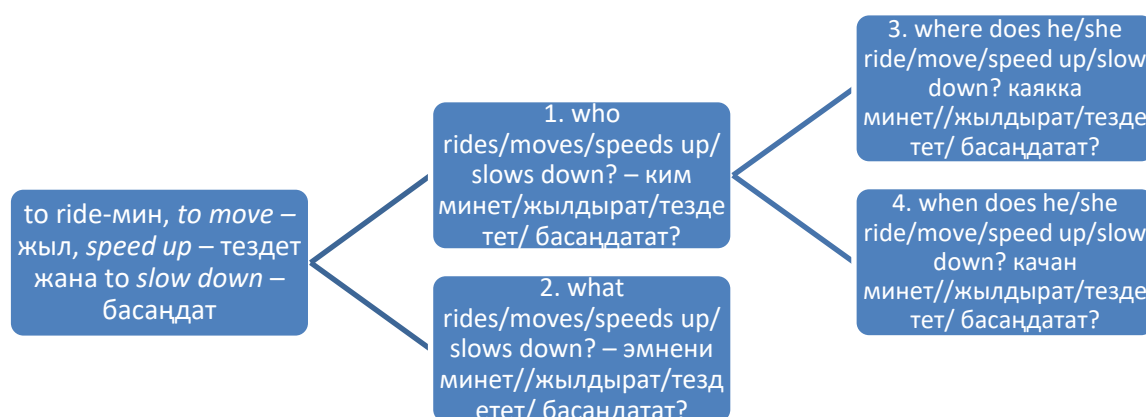 to ride-мин, to move –
жыл, speed up – тездет
жана to slow down –
басаңдат
1. who
rides/moves/speeds up/
slows down? – ким
минет/жылдырат/тезде
тет/ басаңдатат?
2. what
rides/moves/speeds up/
slows down? – эмнени
минет//жылдырат/тезд
етет/ басаңдатат?
3. where does he/she
ride/move/speed up/slow
down? каякка
минет//жылдырат/тезде
тет/ басаңдатат?
4. when does he/she
ride/move/speed up/slow
down? качан
минет//жылдырат/тезде
тет/ басаңдатат?